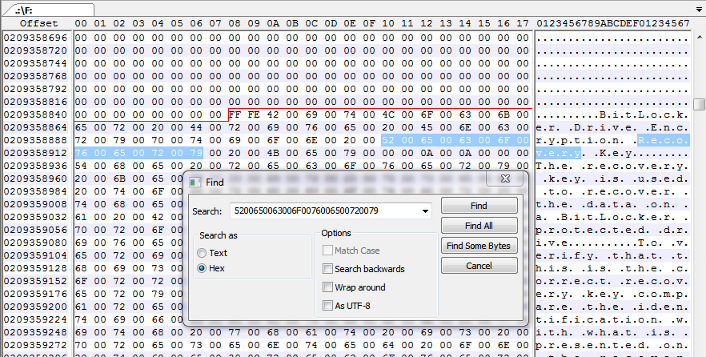 .:\F:
Offset 00 01 02 03 04 05 06 07 08 09 0A 0B 0C 0D 0E 0F 10 11 12 13 14 15 16 17 0123456789ABCDEF01234567
0209358696 00 00 00 00 00 00 00 00 00 00 00 00 00 00 00 00 00 00 00 00 00 00 00 00 ........................
0209358720 00 00 00 00 00 00 00 00 00 00 00 00 00 00 00 00 00 00 00 00 00 00 00 00 ........................
0209358744 00 00 00 00 00 00 00 00 00 00 00 00 00 00 00 00 00 00 00 00 00 00 00 00 ........................
0209358768 00 00 00 00 00 00 00 00 00 00 00 00 00 00 00 00 00 00 00 00 00 00 00 00 ........................
0209358792 00 00 00 00 00 00 00 00 00 00 00 00 00 00 00 00 00 00 00 00 00 00 00 00 ........................
0209358816 00 00 00 00 00 00 00 00 00 00 00 00 00 00 00 00 00 00 00 00 00 00 00 00 ........................
0209358840 00 00 00 00 00 00 00 00 FF FE 42 00 69 00 74 00 4C 00 6F 00 63 00 6B 00 ..........B.i.t.L.o.c.k.
0209358864 65 00 72 00 20 00 44 00 72 00 69 00 76 00 65 00 20 00 45 00 6E 00 63 00 e.r. .D.r.i.v.e. .E.n.c.
0209358888 72 00 79 00 70 00 74 00 69 00 6F 00 6E 00 20 00 52 00 65 00 63 00 6F 00 r.y.p.t.i.o.n. .R.e.c.o.
0209358912 76 00 65 00 72 00 79 00 20 00 4B 00 65 00 79 00 00 00 0A 00 0A 00 00 00 v.e.r.y. .K.e.y.........
0209358936 54 00 68 00 65 00 20 00 72 00 65 00 63 00 6F 00 76 00 65 00 72 00 79 00 T.h.e. .r.e.c.o.v.e.r.y.
0209358960 20 00 6B 00 65 00 .k.e.y. .i.s. .u.s.e.d.
0209358984 20 00 74 00 6F 00 .t.o. .r.e.c.o.v.e.r. .
0209359008 74 00 68 00 65 00 t.h.e. .d.a.t.a. .o.n. .
0209359032 61 00 20 00 42 00 a. .B.i.t.L.o.c.k.e.r. .
0209359056 70 00 72 00 6F 00 p.r.o.t.e.c.t.e.d. .d.r.
0209359080 69 00 76 00 65 00 i.v.e...........T.o. .v.
0209359104 65 00 72 00 69 00 e.r.i.f.y. .t.h.a.t. .t.
0209359128 68 00 69 00 73 00 h.i.s. .i.s. .t.h.e. .c.
0209359152 6F 00 72 00 72 00 o.r.r.e.c.t. .r.e.c.o.v.
0209359176 65 00 72 00 79 00 e.r.y. .k.e.y. .c.o.m.p.
0209359200 61 00 72 00 65 00 a.r.e. .t.h.e. .i.d.e.n.
0209359224 74 00 69 00 66 00 t.i.f.i.c.a.t.i.o.n. .w.
0209359248 69 00 74 00 68 00 20 00 77 00 68 00 61 00 74 00 20 00 69 00 73 00 20 00 i.t.h. .w.h.a.t. .i.s. .
0209359272 70 00 72 00 65 00 73 00 65 00 6E 00 74 00 65 00 64 00 20 00 6F 00 6E 00 p.r.e.s.e.n.t.e.d. .o.n.
Find
Search: 5200650063006F0076006500720079 Find
Search as
Text
Hex
Options
Match Case
Search backwards
Wrap around
As UTF-8
Find All
Find Some Bytes
Cancel